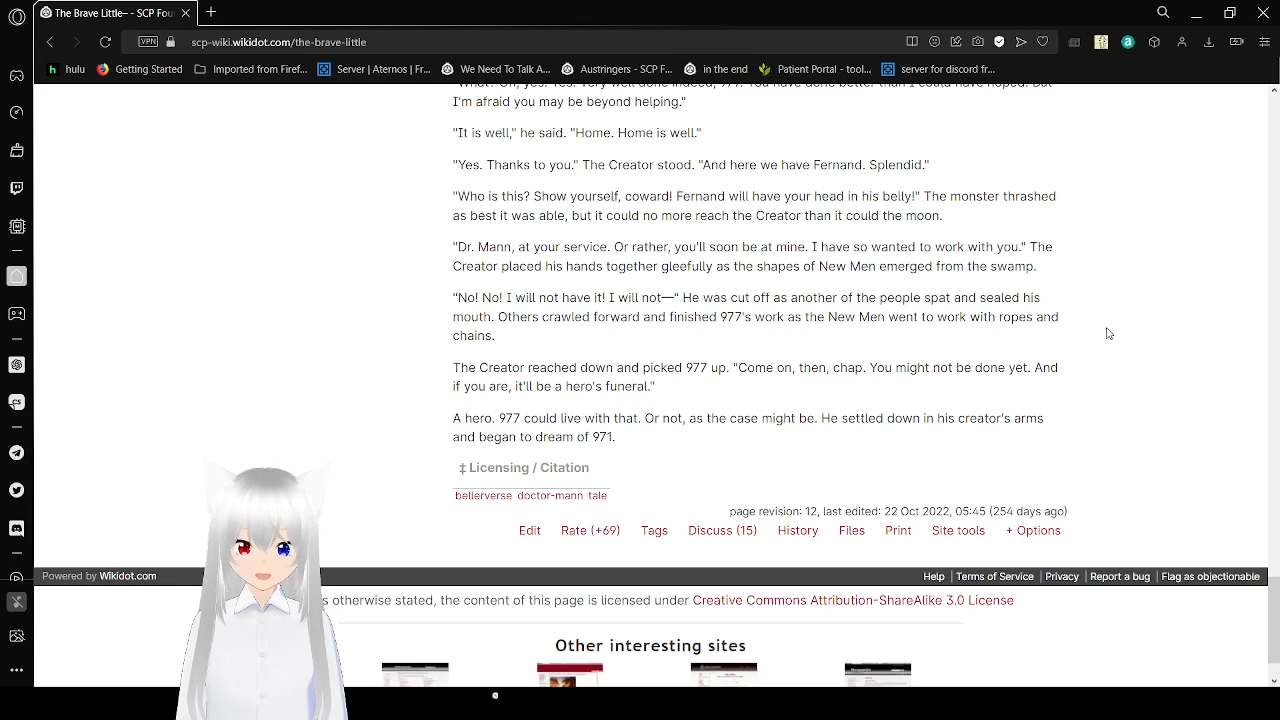 The Brave Little– - SCP Fou
scp-wiki.wikidot.com/the-brave-little
VPN
hulu
Getting Started
Imported from Firef...
Server | Aternos | Fr...
We Need To Talk A...
Austringers - SCP F...
in the end
Patient Portal - tool...
server for discord fr...
I'm afraid you may be beyond helping."
"It is well," he said. "Home. Home is well."
"Yes. Thanks to you." The Creator stood. "And here we have Fernand. Splendid."
"Who is this? Show yourself, coward! Fernand will have your head in his belly!" The monster thrashed
as best it was able, but it could no more reach the Creator than it could the moon.
"Dr. Mann, at your service. Or rather, you'll soon be at mine. I have so wanted to work with you." The
Creator placed his hands together gleefully as the shapes of New Men emerged from the swamp.
"No! No! I will not have it! I will not—" He was cut off as another of the people spat and sealed his
mouth. Others crawled forward and finished 977's work as the New Men went to work with ropes and
chains.
The Creator reached down and picked 977 up. "Come on, then, chap. You might not be done yet. And
if you are, it'll be a hero's funeral."
A hero. 977 could live with that. Or not, as the case might be. He settled down in his creator's arms
and began to dream of 971.
‡ Licensing / Citation
bellerverse doctor-mann tale
page revision: 12, last edited: 22 Oct 2022, 05:45 (254 days ago)
Edit Rate (+69) Tags Discuss (15) History Files Print Site tools + Options
Powered by Wikidot.com
Help | Terms of Service | Privacy | Report a bug | Flag as objectionable
s otherwise stated, the content of this page is licensed under Creative Commons Attribution-ShareAlike 3.0 License
Other interesting sites